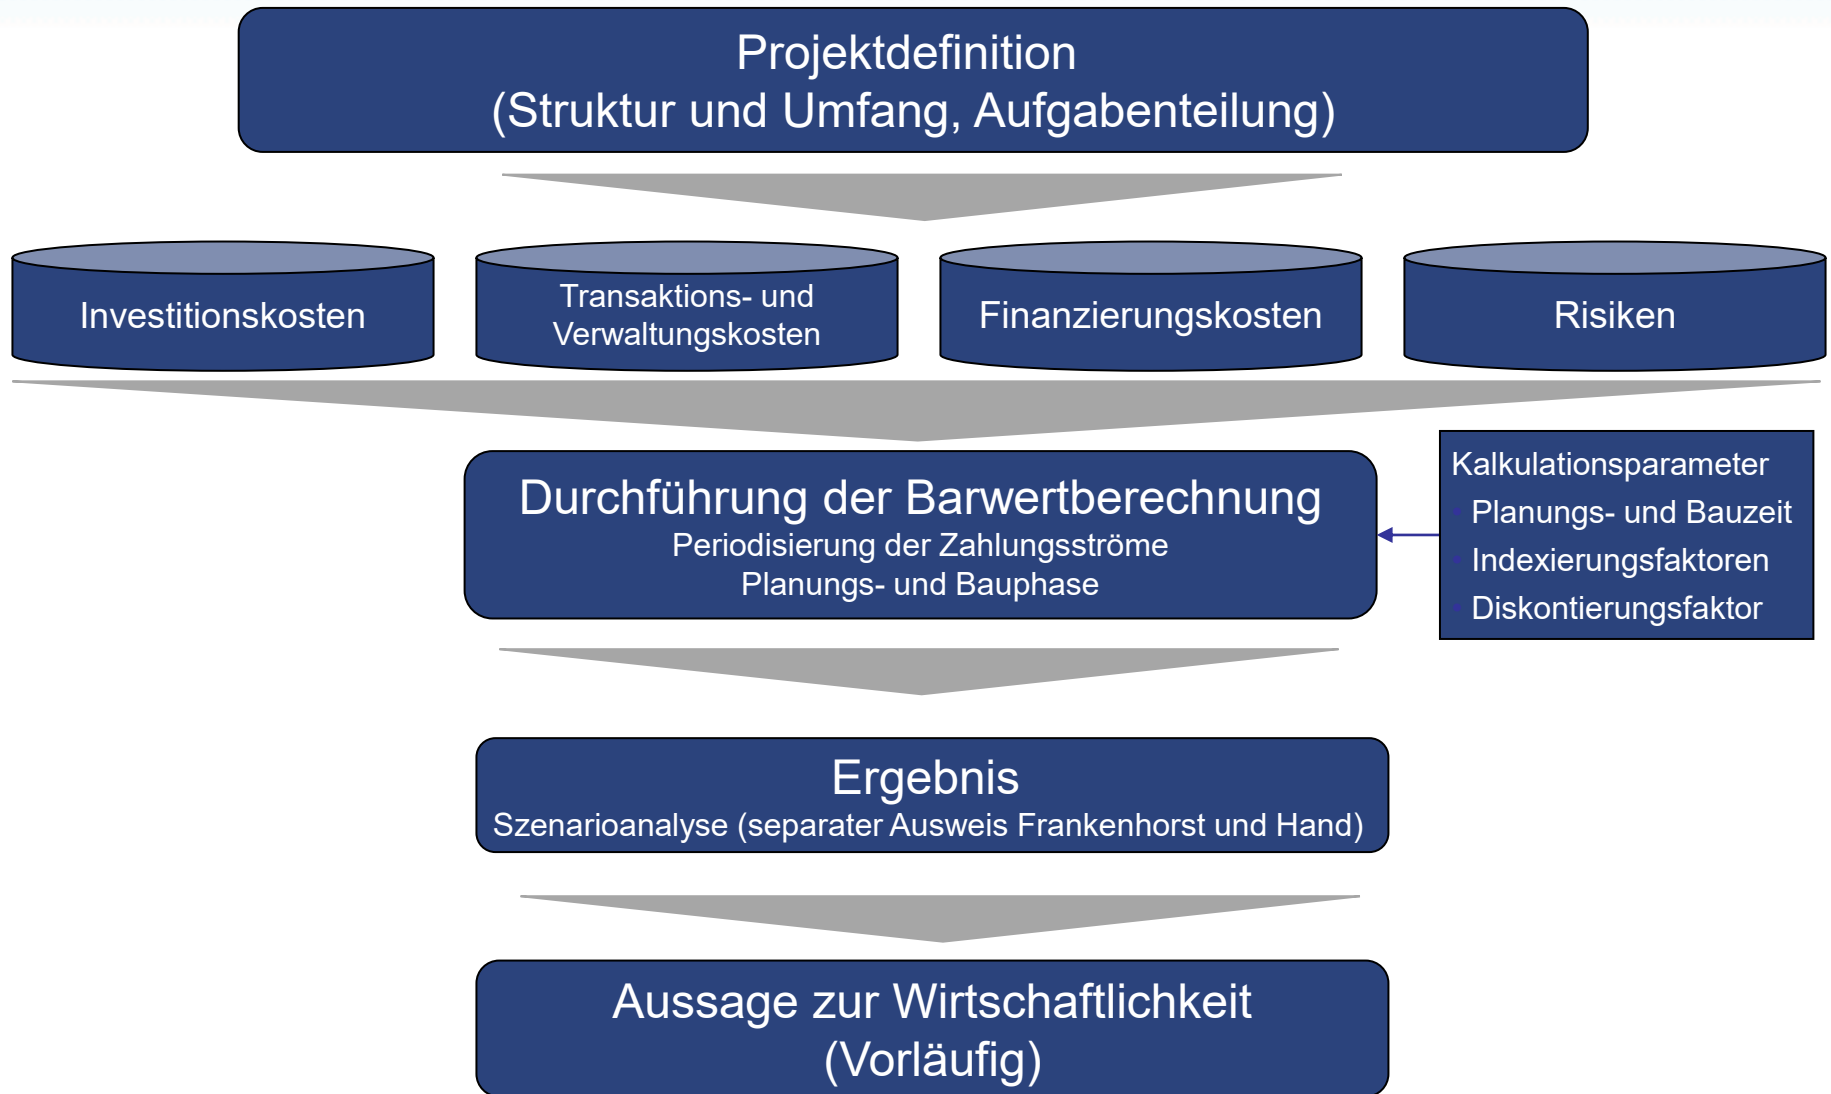 Projektdefinition
(Struktur und Umfang, Aufgabenteilung)
Investitionskosten
Transaktions- und
Verwaltungskosten
Finanzierungskosten
Risiken
Durchführung der Barwertberechnung
Periodisierung der Zahlungsströme
Planungs- und Bauphase
Kalkulationsparameter
• Planungs- und Bauzeit
• Indexierungsfaktoren
• Diskontierungsfaktor
Ergebnis
Szenarioanalyse (separater Ausweis Frankenhorst und Hand)
Aussage zur Wirtschaftlichkeit
(Vorläufig)